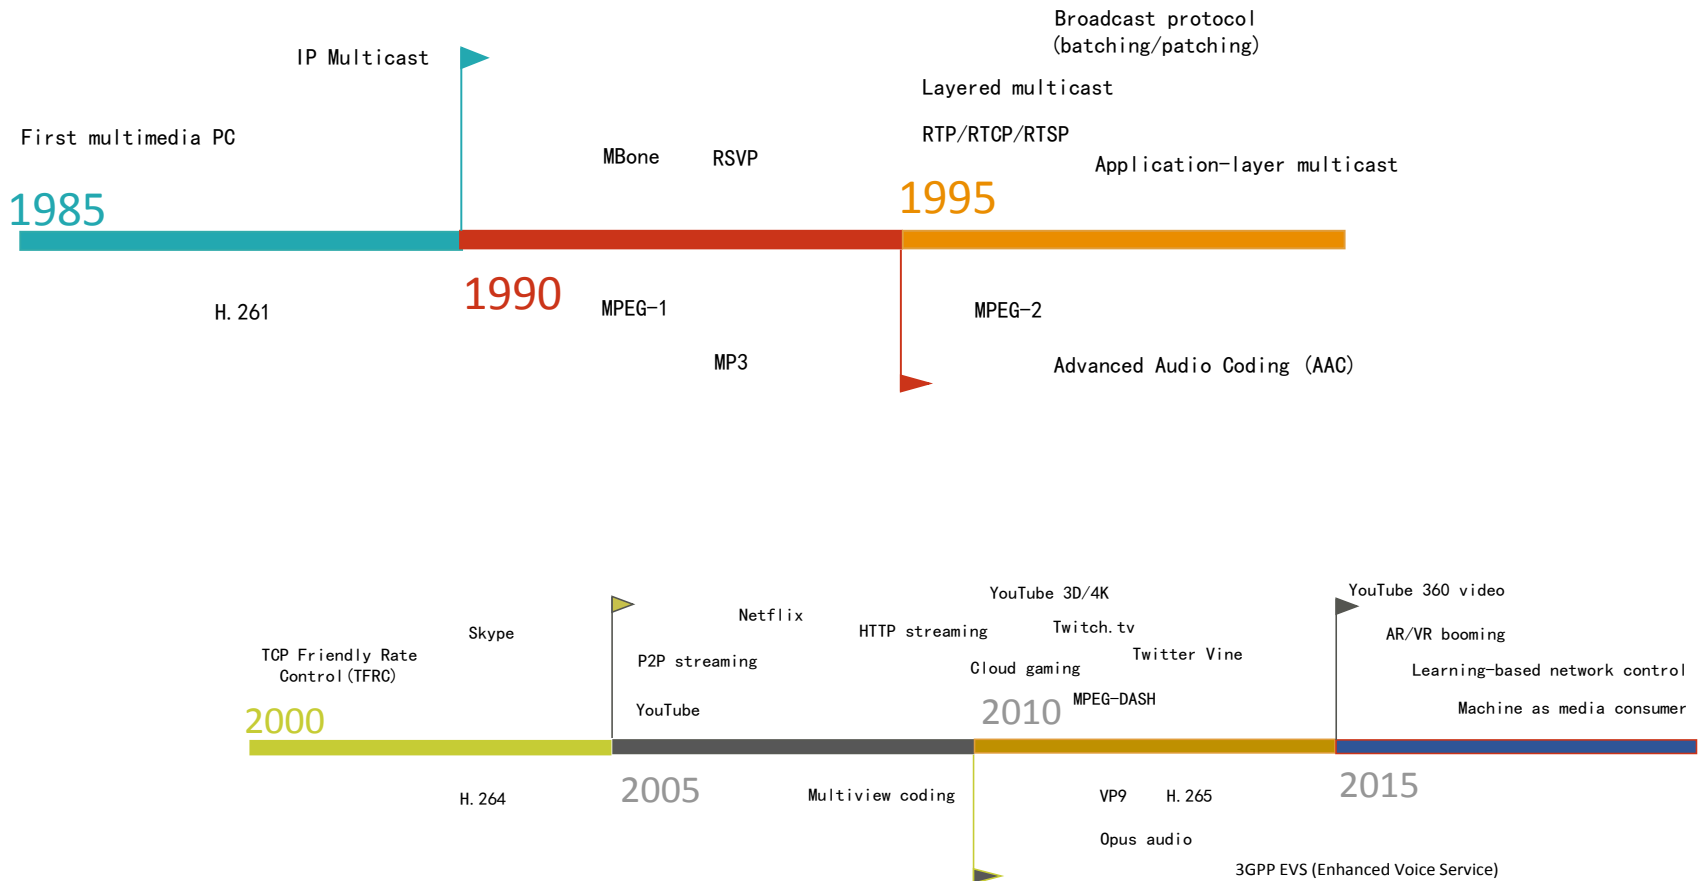 Broadcast protocol
(batching/patching)
IP Multicast
Layered multicast
First multimedia PC
RTP/RTCP/RTSP
MBone
RSVP
Application-layer multicast
1985
1995
1990
H.261
MPEG-1
MPEG-2
MP3
Advanced Audio Coding (AAC)
YouTube 3D/4K
YouTube 360 video
Netflix
Skype
HTTP streaming
Twitch.tv
AR/VR booming
TCP Friendly Rate
Control(TFRC)
P2P streaming
Cloud gaming
Twitter Vine
Learning-based network control
YouTube
MPEG-DASH
Machine as media consumer
2000
2010
2005
2015
H.264
Multiview coding
VP9
H.265
Opus audio
3GPP EVS (Enhanced Voice Service)